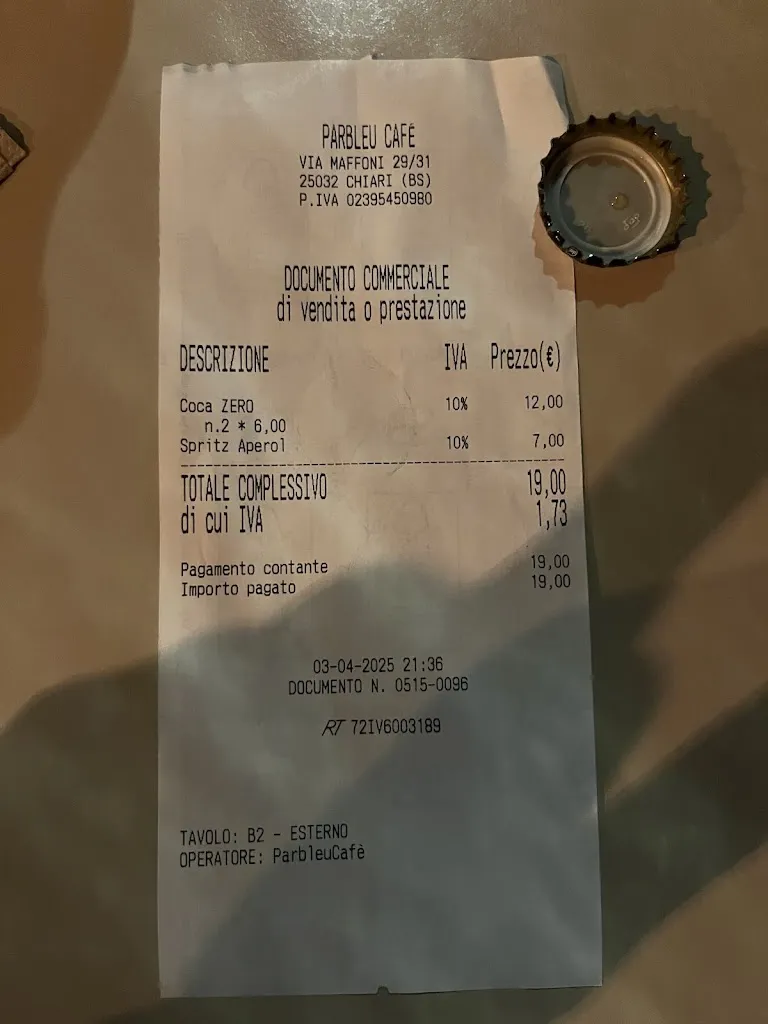 PARBLEU CAFÈ
VIA MAFFONI 29/31
25032 CHIARI (BS)
P.IVA 02395450980
DOCUMENTO COMMERCIALE
di vendita o prestazione
DESCRIZIONE IVA Prezzo(€)
Coca ZERO 10% 12,00
n.2 * 6,00
Spritz Aperol 10% 7,00
TOTALE COMPLESSIVO 19,00
di cui IVA 1,73
Pagamento contante 19,00
Importo pagato 19,00
03-04-2025 21:36
DOCUMENTO N. 0515-0096
RT 72IV6003189
TAVOLO: B2 - ESTERNO
OPERATORE: ParbleuCafè